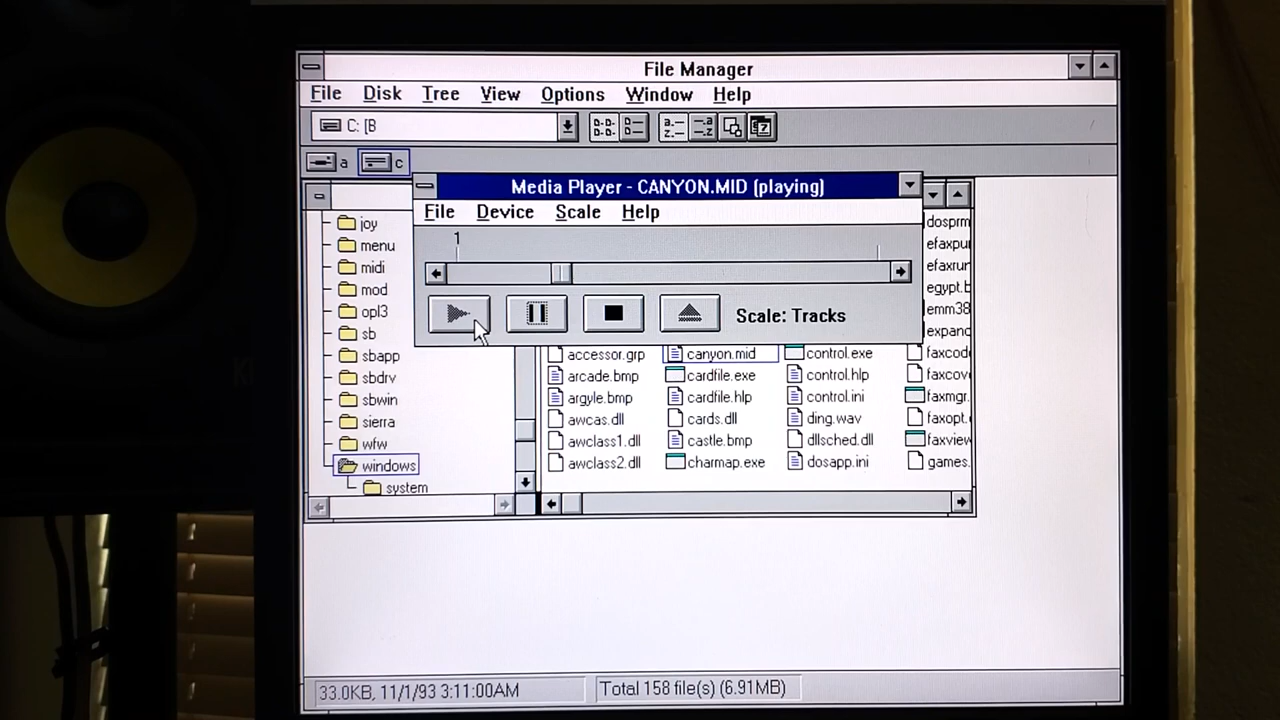 File Manager
File Disk Tree View Options Window Help
C: [B
a c
Media Player - CANYON.MID (playing)
File Device Scale Help
1
Scale: Tracks
joy
menu
midi
mod
opl3
sb
sbapp
sbdrv
sbwin
sierra
wfw
windows
system
accessor.grp
arcade.bmp
argyle.bmp
awcas.dll
awclass1.dll
awclass2.dll
canyon.mid
cardfile.exe
cardfile.hlp
cards.dll
castle.bmp
charmap.exe
control.exe
control.hlp
control.ini
ding.wav
dllsched.dll
dosapp.ini
dosprm
efaxpu
efaxrur
egypt.b
emm38
expand
faxcod
faxcov
faxmgr.
faxopt.
faxview
games.
33.0KB, 11/1/93 3:11:00AM
Total 158 file(s) (6.91MB)